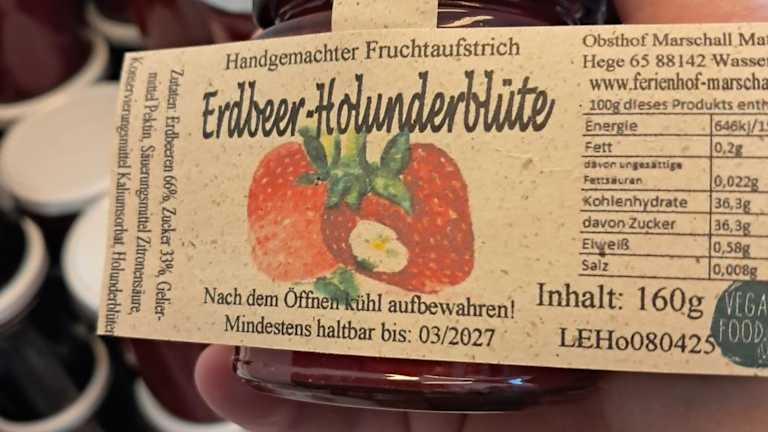 Handgemachter Fruchtaufstrich
Erdbeer-Holunderblüte
Nach dem Öffnen kühl aufbewahren!
Mindestens haltbar bis: 03/2027
Zutaten: Erdbeeren 66%, Zucker 33%, Gelier-
mittel Pektin, Säuerungsmittel Zitronensäure,
Konservierungsmittel Kaliumsorbat, Holunderblüten
Obsthof Marschall
Hege 65 88142
www.ferienhof-marscha
100g dieses Produkts enth
Energie 646kj/15
Fett 0,2g
davon ungesättige
Fettsäuren 0,022g
Kohlenhydrate 36,3g
davon Zucker 36,3g
Eiweiß 0,58g
Salz 0,008g
Inhalt: 160g
LEHo080425
VEGA
FOOD